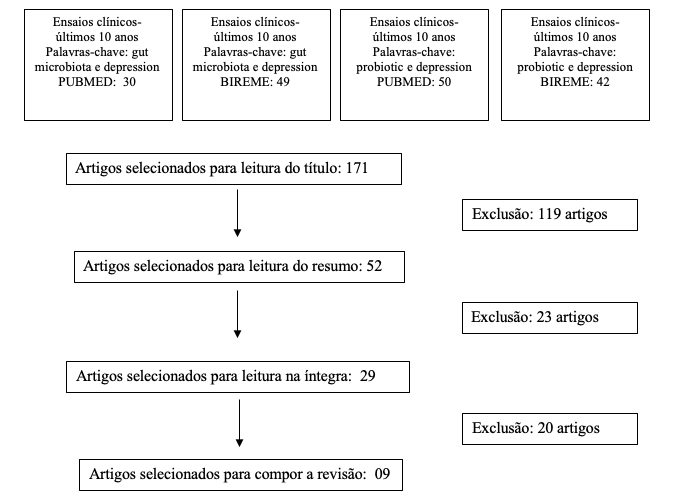 Ensaios clínicos-
últimos 10 anos
Palavras-chave: gut
microbiota e depression
PUBMED: 30
Ensaios clínicos-
últimos 10 anos
Palavras-chave: gut
microbiota e depression
BIREME: 49
Ensaios clínicos-
últimos 10 anos
Palavras-chave:
probiotic e depression
PUBMED: 50
Ensaios clínicos-
últimos 10 anos
Palavras-chave:
probiotic e depression
BIREME: 42
Artigos selecionados para leitura do título: 171
Exclusão: 119 artigos
Artigos selecionados para leitura do resumo: 52
Exclusão: 23 artigos
Artigos selecionados para leitura na íntegra: 29
Exclusão: 20 artigos
Artigos selecionados para compor a revisão: 09